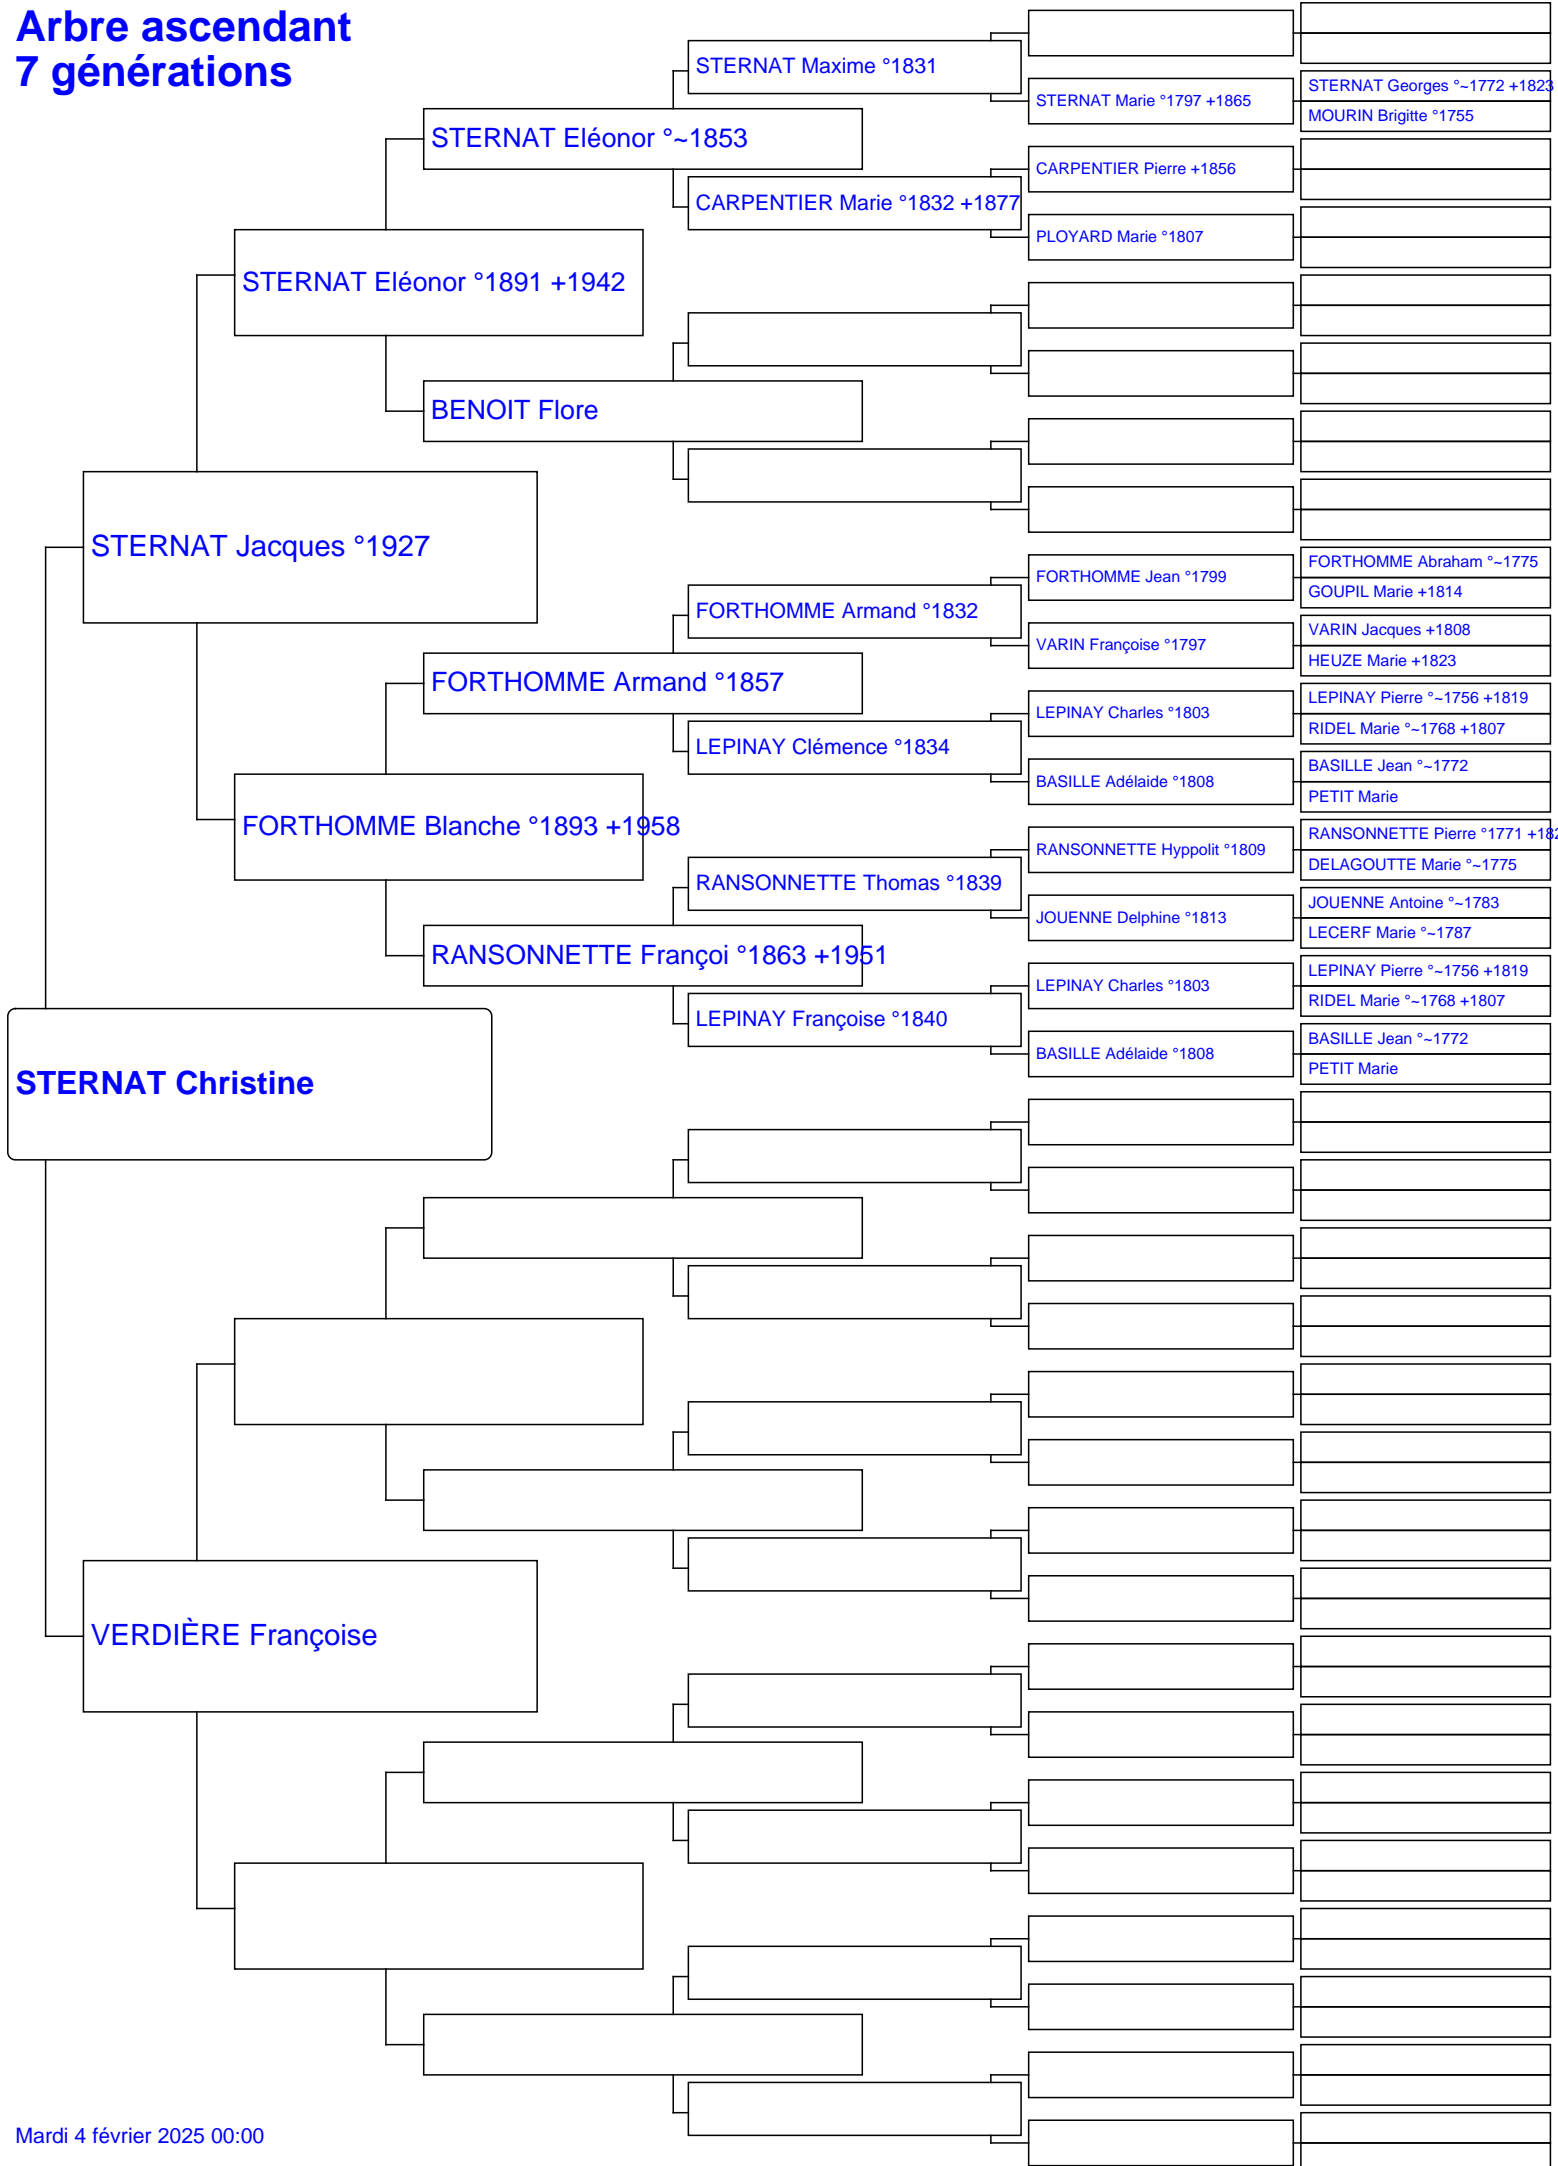 Arbre ascendant
7 générations
STERNAT Christine
STERNAT Jacques °1927
VERDIÈRE Françoise
STERNAT Eléonor °1891 +1942
FORTHOMME Blanche °1893 +1958
STERNAT Eléonor °~1853
BENOIT Flore
FORTHOMME Armand °1857
RANSONNETTE Françoi °1863 +1951
STERNAT Maxime °1831
CARPENTIER Marie °1832 +1877
FORTHOMME Armand °1832
LEPINAY Clémence °1834
RANSONNETTE Thomas °1839
LEPINAY Françoise °1840
STERNAT Marie °1797 +1865
CARPENTIER Pierre +1856
PLOYARD Marie °1807
FORTHOMME Jean °1799
VARIN Françoise °1797
LEPINAY Charles °1803
BASILLE Adélaide °1808
RANSONNETTE Hyppolit °1809
JOUENNE Delphine °1813
LEPINAY Charles °1803
BASILLE Adélaide °1808
STERNAT Georges °~1772 +1823
MOURIN Brigitte °1755
FORTHOMME Abraham °~1775
GOUPIL Marie +1814
VARIN Jacques +1808
HEUZE Marie +1823
LEPINAY Pierre °~1756 +1819
RIDEL Marie °~1768 +1807
BASILLE Jean °~1772
PETIT Marie
RANSONNETTE Pierre °1771
DELAGOUTTE Marie °~1775
JOUENNE Antoine °~1783
LECERF Marie °~1787
LEPINAY Pierre °~1756 +1819
RIDEL Marie °~1768 +1807
BASILLE Jean °~1772
PETIT Marie
Mardi 4 février 2025 00:00